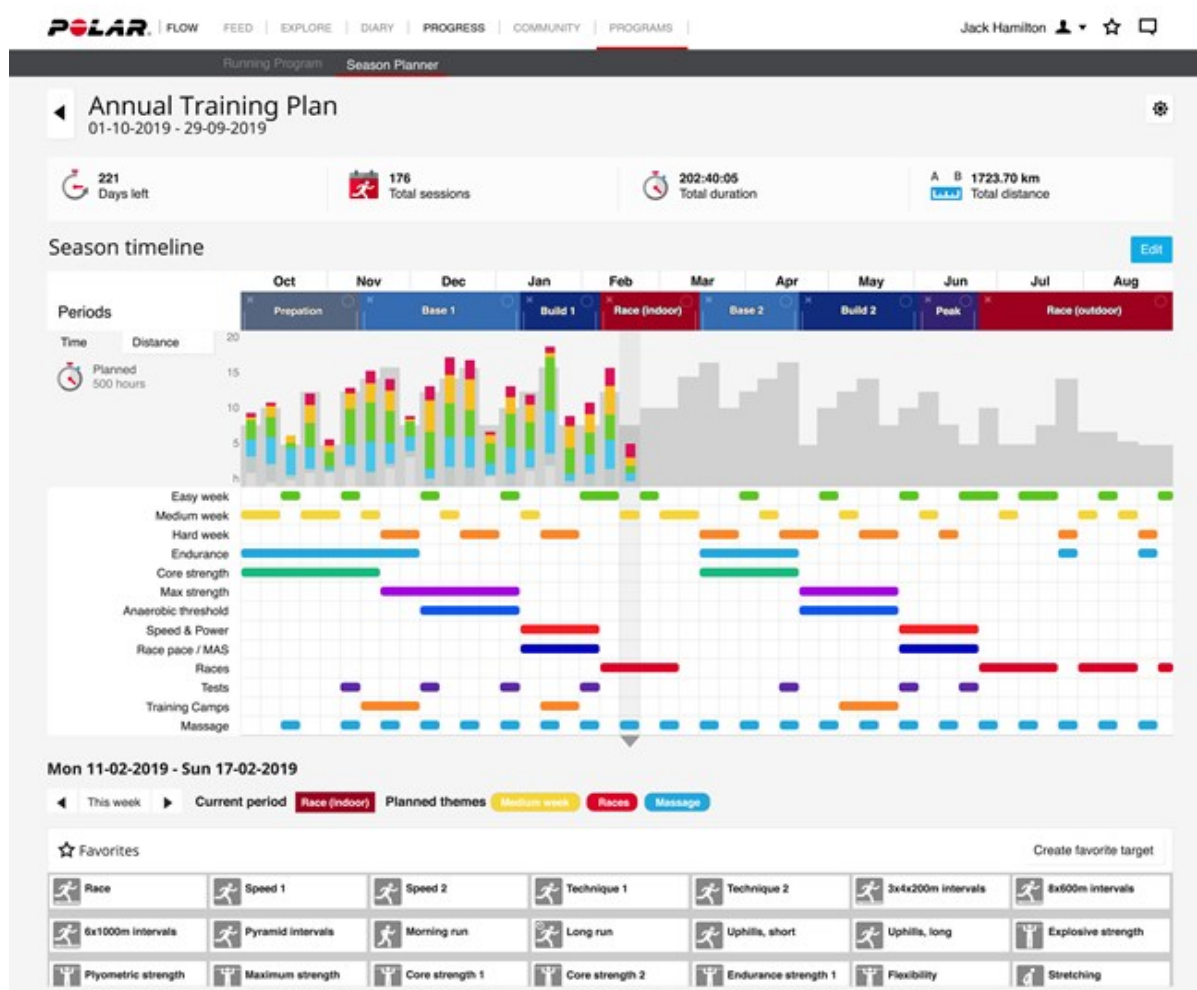 POLAR. FLOW FEED EXPLORE DIARY PROGRESS COMMUNITY PROGRAMS Jack Hamilton
Running Program Season Planner
Annual Training Plan
01-10-2019 - 29-09-2019
221
Days left
176
Total sessions
202:40:05
Total duration
A B 1723.70 km
Total distance
Season timeline Edit
Oct Nov Dec Jan Feb Mar Apr May Jun Jul Aug
Periods Prepation Base 1 Build 1 Race (indoor) Base 2 Build 2 Peak Race (outdoor)
Time Distance
Planned
500 hours
20
15
10
5
h
Easy week
Medium week
Hard week
Endurance
Core strength
Max strength
Anaerobic threshold
Speed & Power
Race pace / MAS
Races
Tests
Training Camps
Massage
Mon 11-02-2019 - Sun 17-02-2019
This week Current period Race (indoor) Planned themes Medium week Races Massage
Favorites Create favorite target
Race Speed 1 Speed 2 Technique 1 Technique 2 3x4x200m intervals 8x600m intervals
6x1000m intervals Pyramid intervals Morning run Long run Uphills, short Uphills, long Explosive strength
Plyometric strength Maximum strength Core strength 1 Core strength 2 Endurance strength 1 Flexibility Stretching